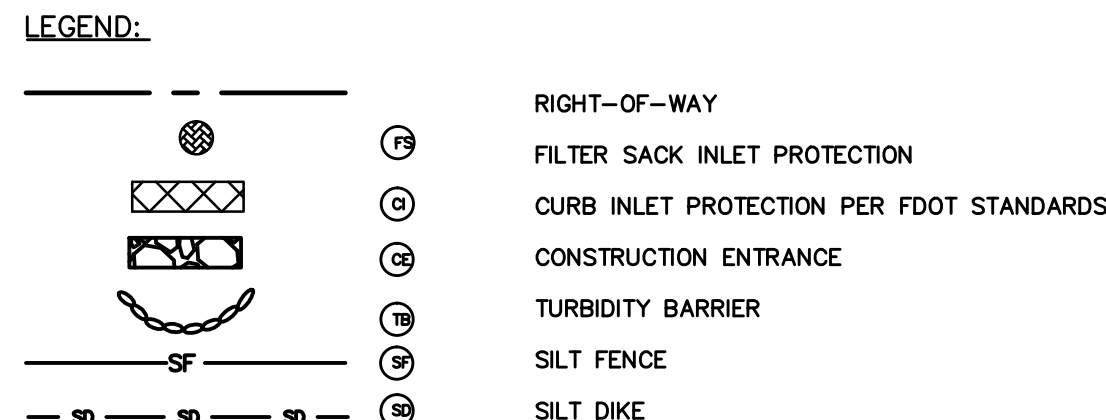 LEGEND:
RIGHT-OF-WAY
FS FILTER SACK INLET PROTECTION
CI CURB INLET PROTECTION PER FDOT STANDARDS
CE CONSTRUCTION ENTRANCE
TB TURBIDITY BARRIER
SF SF SILT FENCE
SD SD SD SD SILT DIKE